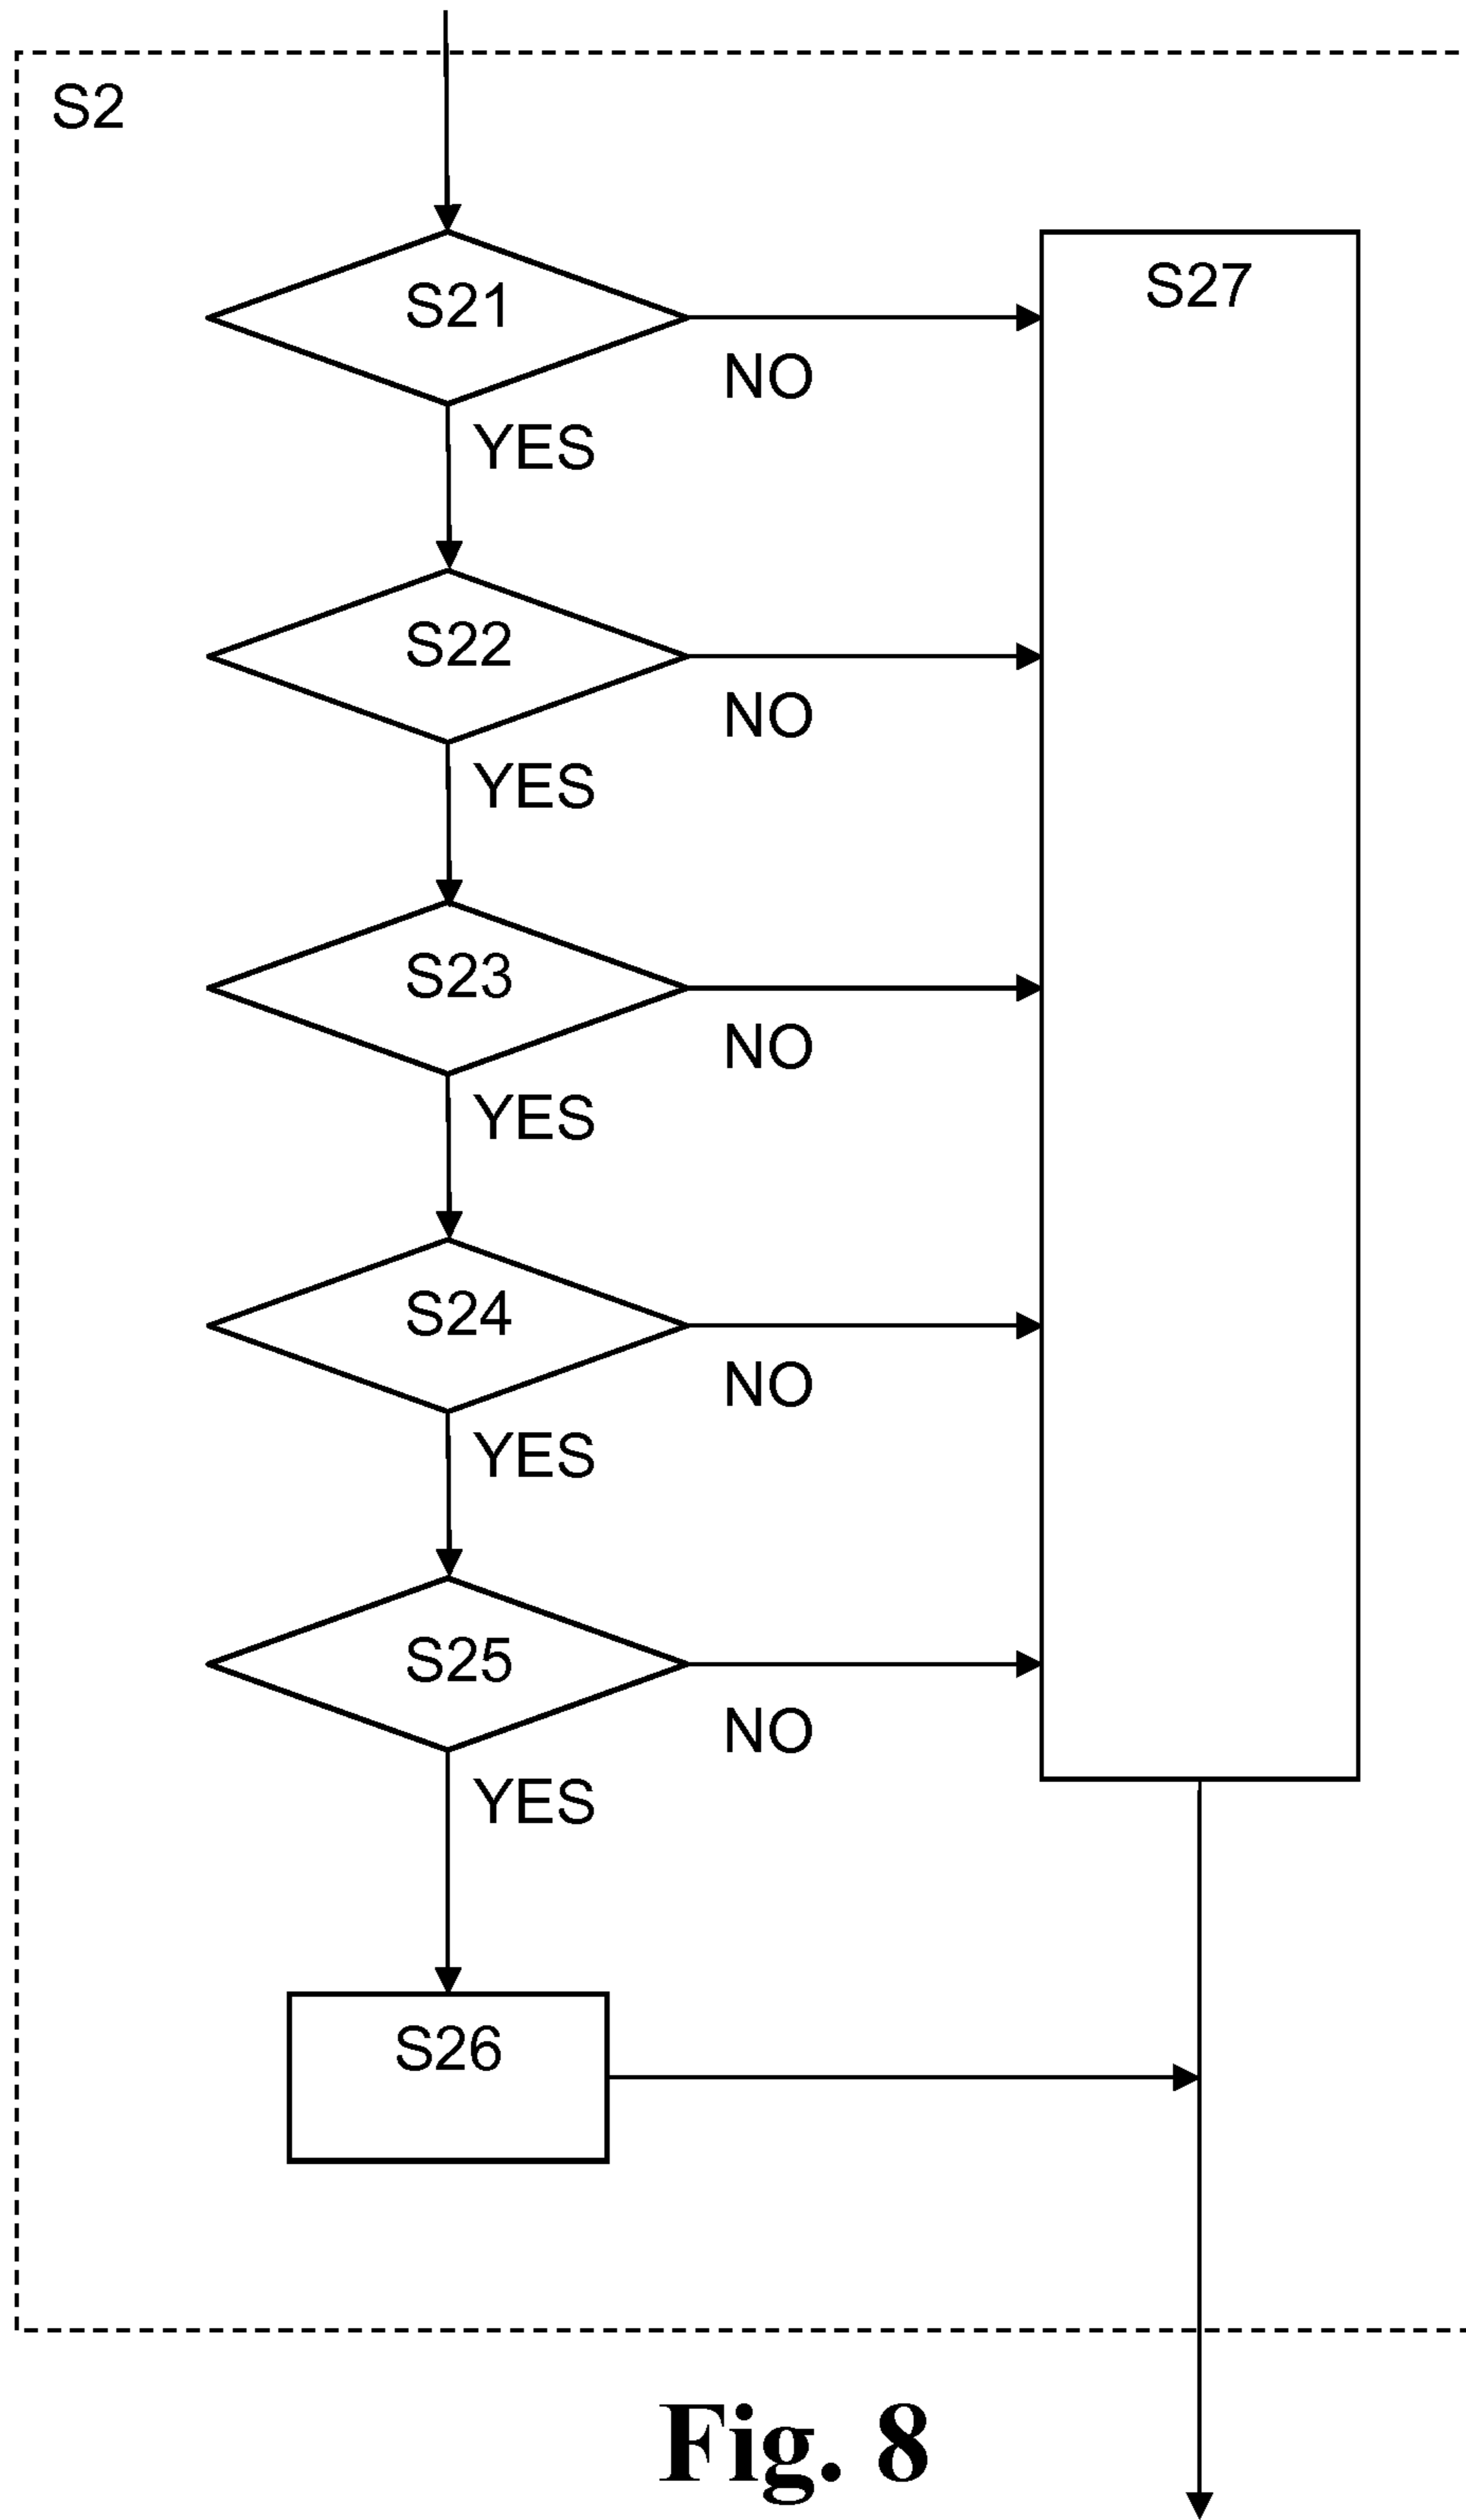 S2
S21
S27
NO
YES
S22
NO
YES
S23
NO
YES
S24
NO
YES
S25
NO
YES
S26
Fig. 8